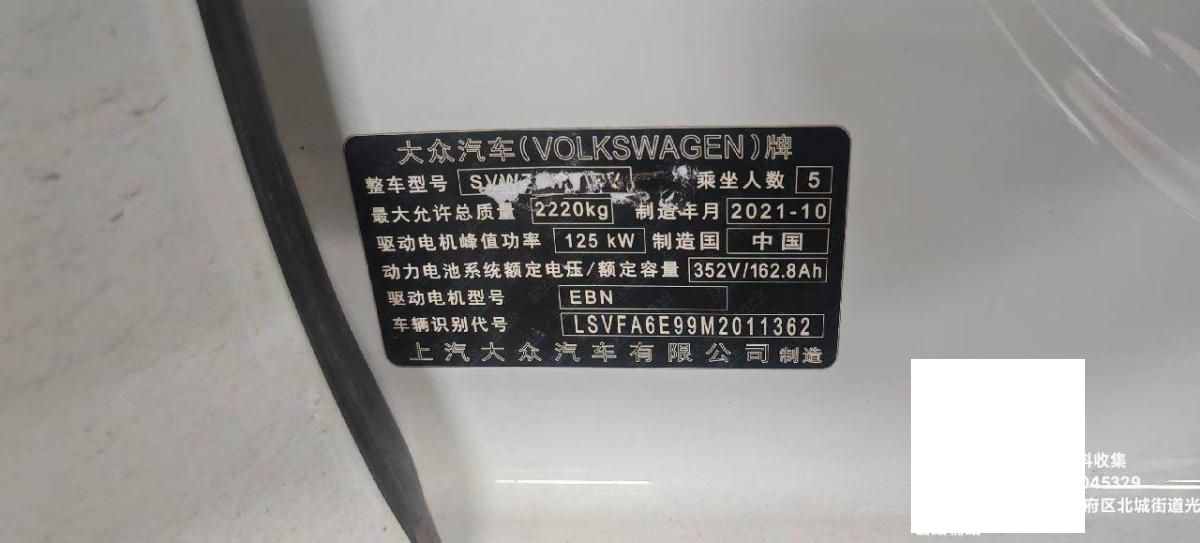 大众汽车(VOLKSWAGEN)牌
整车型号 乘坐人数 5
最大允许总质量 2220kg 制造年月 2021-10
驱动电机峰值功率 125 kW 制造国 中国
动力电池系统额定电压/额定容量 352V/162.8Ah
驱动电机型号 EBN
车辆识别代号 LSVFA6E99M2011362
上汽大众汽车有限公司 制造
料收集
045329
府区北城街道光